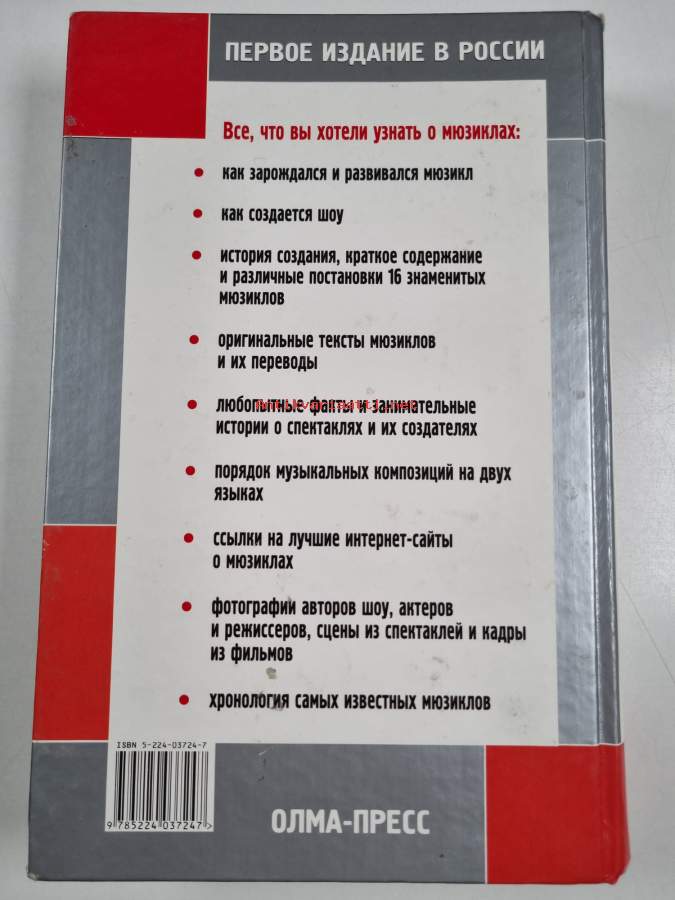 ПЕРВОЕ ИЗДАНИЕ В РОССИИ
Все, что вы хотели узнать о мюзиклах:
как зарождался и развивался мюзикл
как создается шоу
история создания, краткое содержание
и различные постановки 16 знаменитых
мюзиклов
оригинальные тексты мюзиклов
и их переводы
любопытные факты и занимательные
истории о спектаклях и их создателях
порядок музыкальных композиций на двух
языках
ссылки на лучшие интернет-сайты
о мюзиклах
фотографии авторов шоу, актеров
и режиссеров, сцены из спектаклей и кадры
из фильмов
хронология самых известных мюзиклов
ISBN 5-224-03724-7
9 785224 037247 >
ОЛМА-ПРЕСС